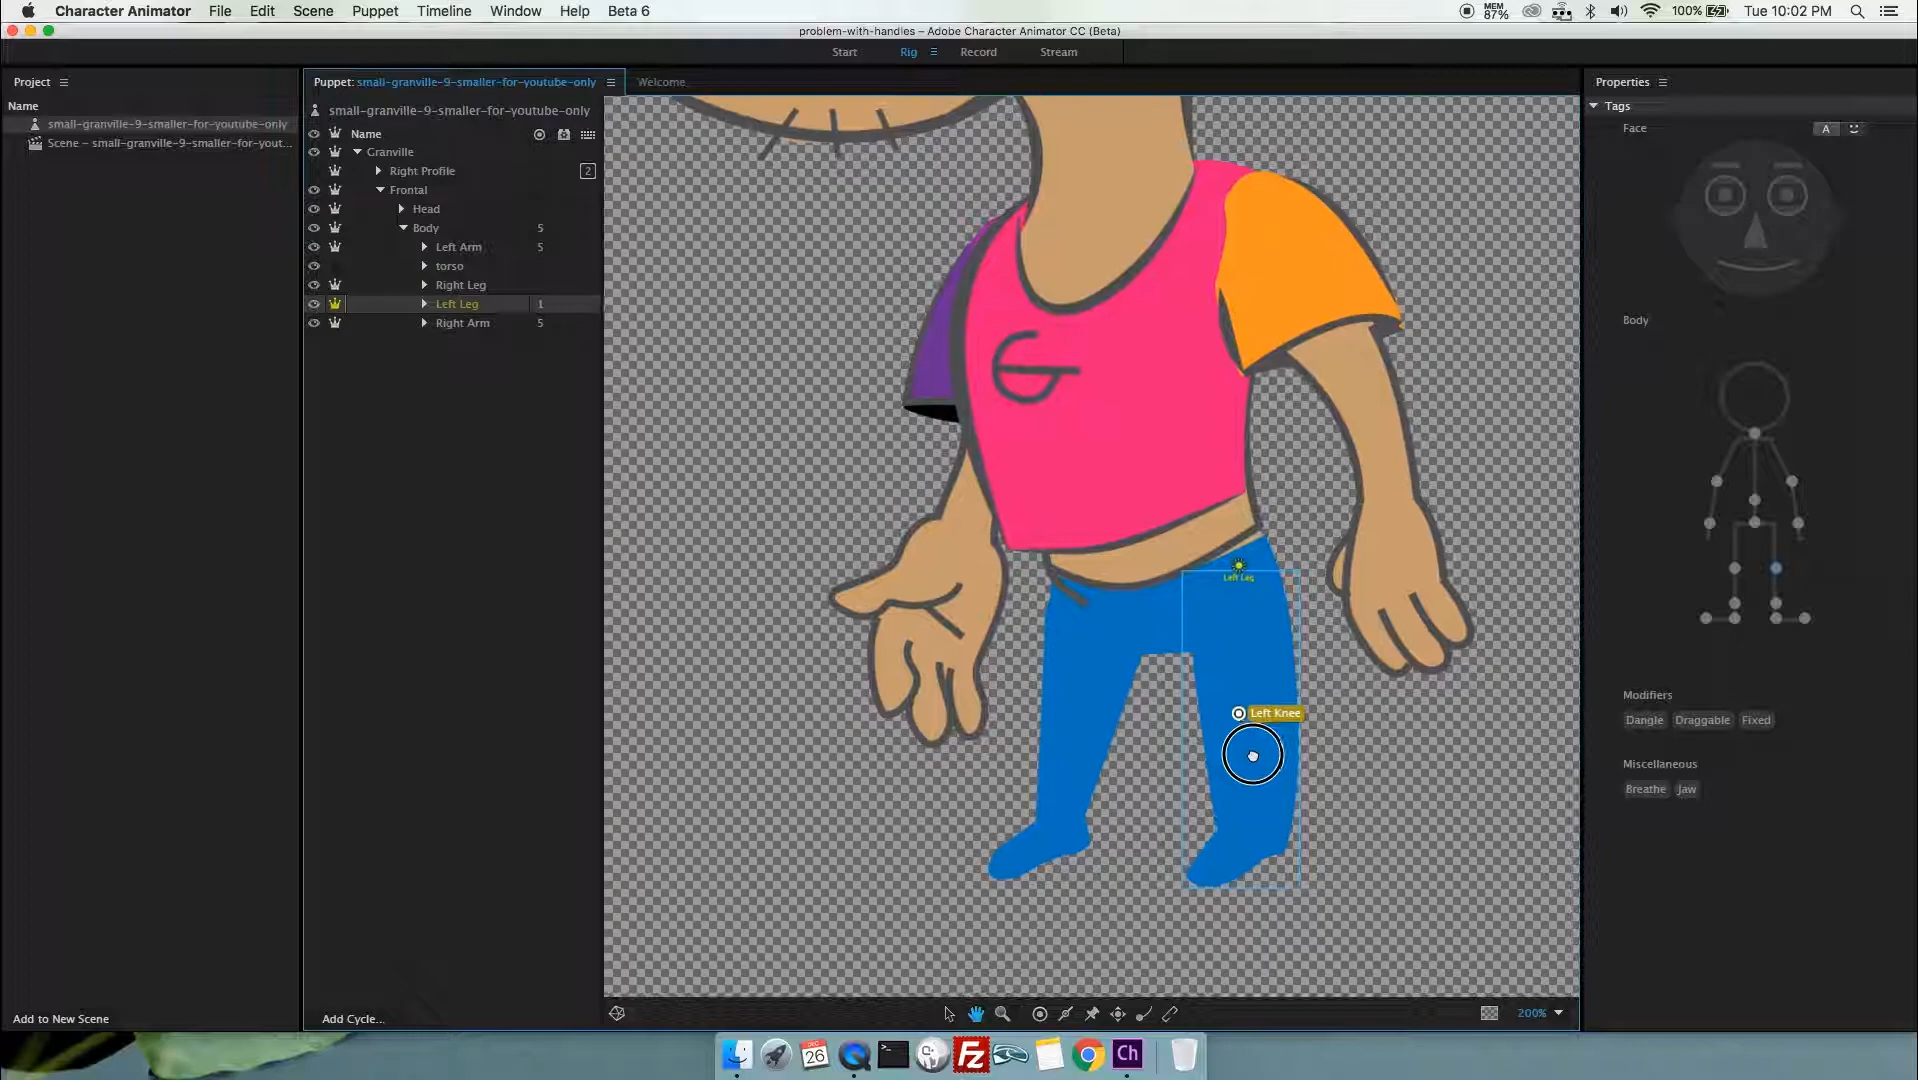 Character Animator File Edit Scene Puppet Timeline Window Help Beta 6
MEM 87% 100% Tue 10:02 PM
problem-with-handles – Adobe Character Animator CC (Beta)
Start Rig Record Stream
Project
Name
small-granville-9-smaller-for-youtube-only
Scene – small-granville-9-smaller-for-yout...
Add to New Scene
Puppet: small-granville-9-smaller-for-youtube-only Welcome
small-granville-9-smaller-for-youtube-only
Name
Granville
Right Profile 2
Frontal
Head
Body 5
Left Arm 5
torso
Right Leg
Left Leg 1
Right Arm 5
Add Cycle...
G
Left Leg
Left Knee
200%
Properties
Tags
Face A
Body
Modifiers
Dangle Draggable Fixed
Miscellaneous
Breathe Jaw
DEC
26
>_
Fz
Ch